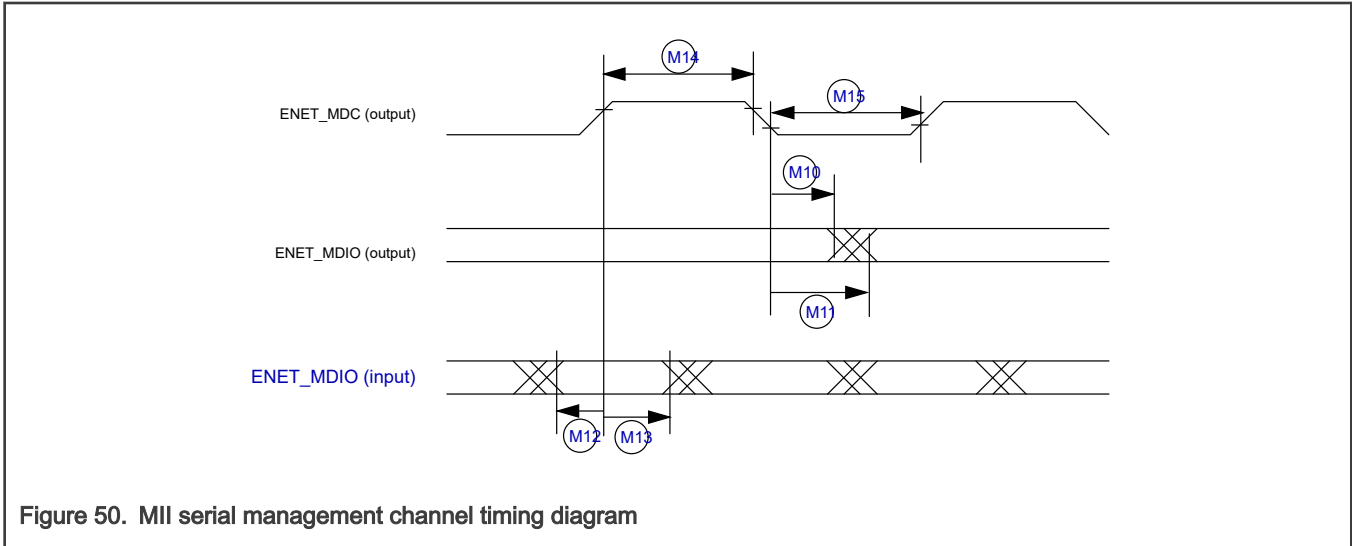 M14
M15
ENET_MDC (output)
M10
ENET_MDIO (output)
M11
ENET_MDIO (input)
M12
M13
Figure 50. MII serial management channel timing diagram